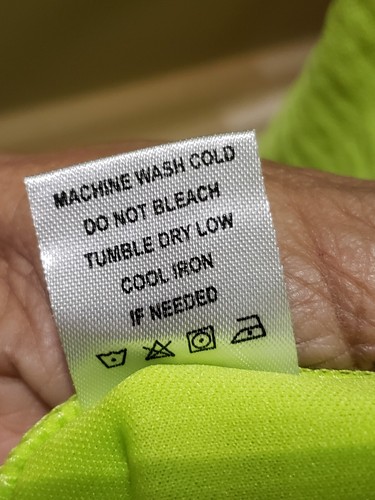 MACHINE WASH COLD
DO NOT BLEACH
TUMBLE DRY LOW
COOL IRON
IF NEEDED